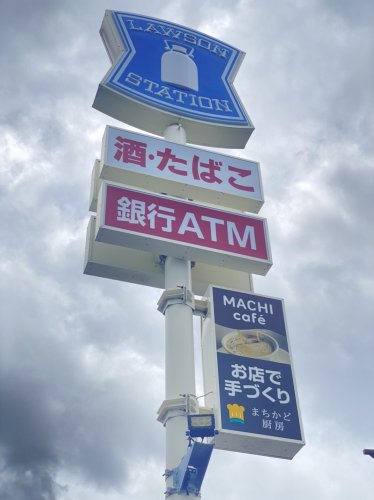 LAWSON
STATION
酒・たばこ
銀行ATM
MACHI
café
お店で
手づくり
まちかど
厨房